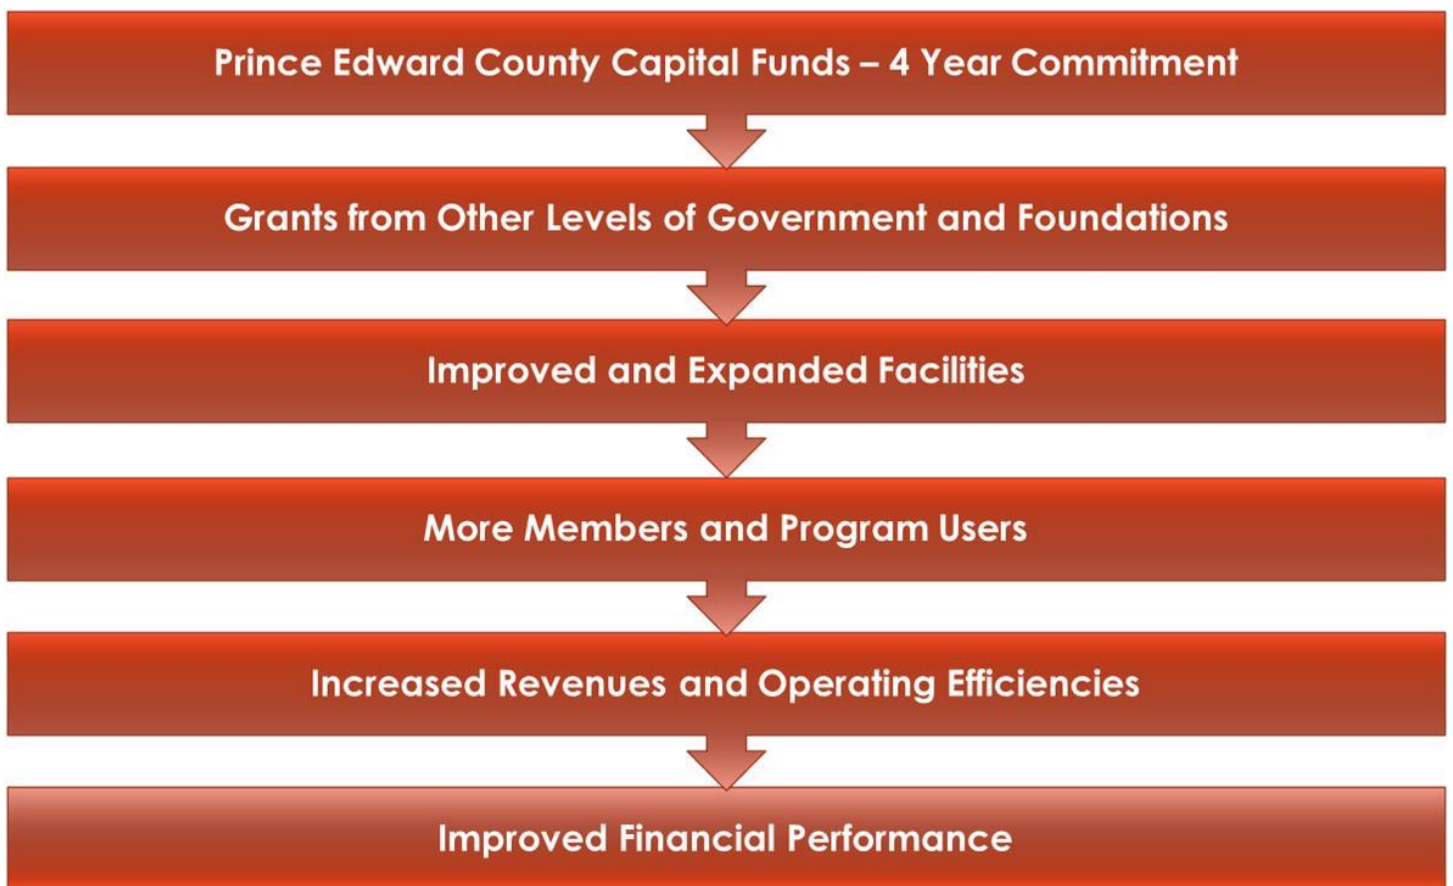 Prince Edward County Capital Funds – 4 Year Commitment
Grants from Other Levels of Government and Foundations
Improved and Expanded Facilities
More Members and Program Users
Increased Revenues and Operating Efficiencies
Improved Financial Performance